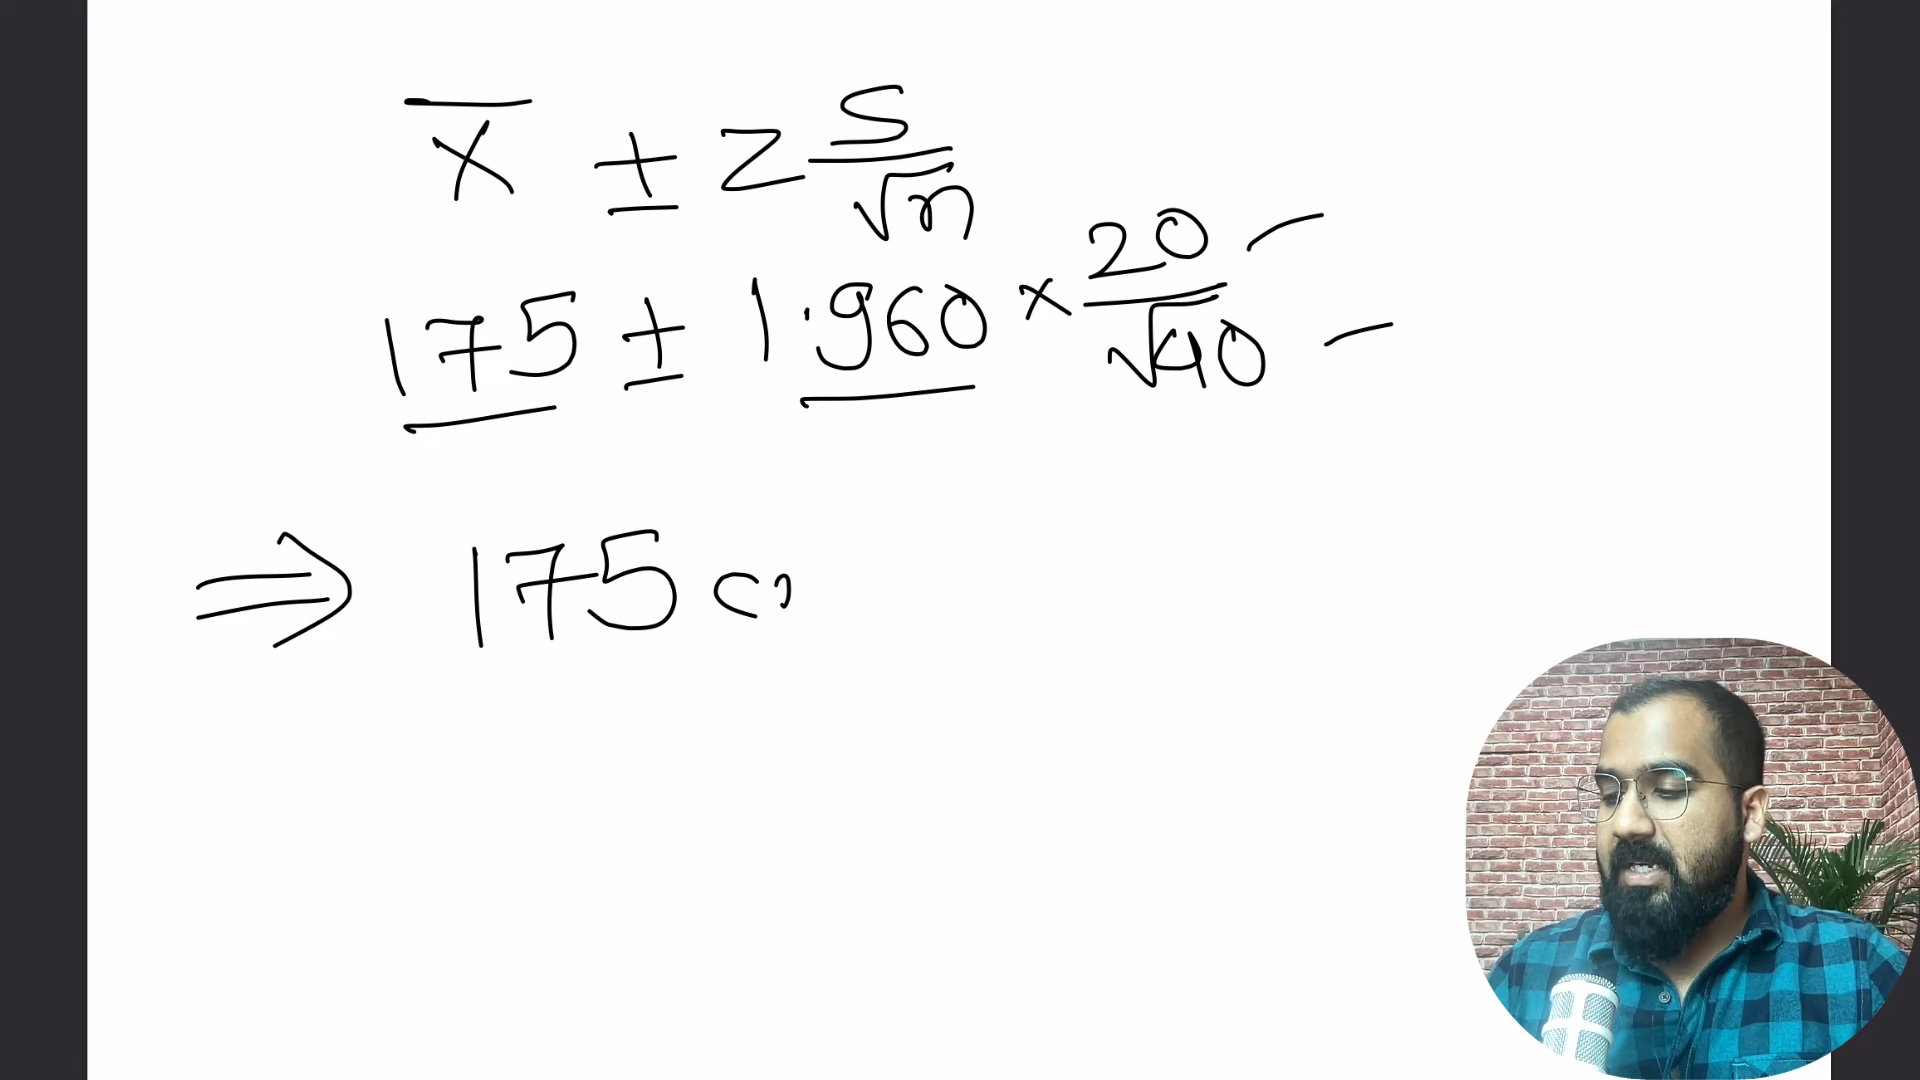 x̄ ± z s/√n
175 ± 1.960 × 20/√40
⇒ 175 c